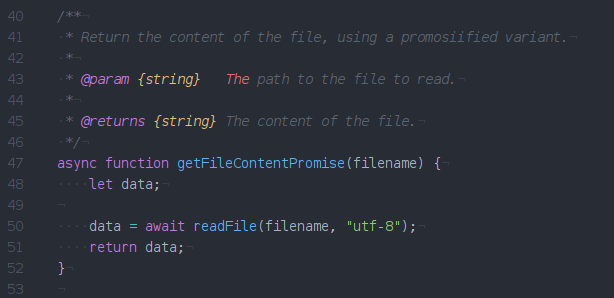 40 /**
41  * Return the content of the file, using a promosiified variant.
42  *
43  * @param {string}   The path to the file to read.
44  *
45  * @returns {string} The content of the file.
46  */
47 async function getFileContentPromise(filename) {
48     let data;
49
50     data = await readFile(filename, "utf-8");
51     return data;
52 }
53